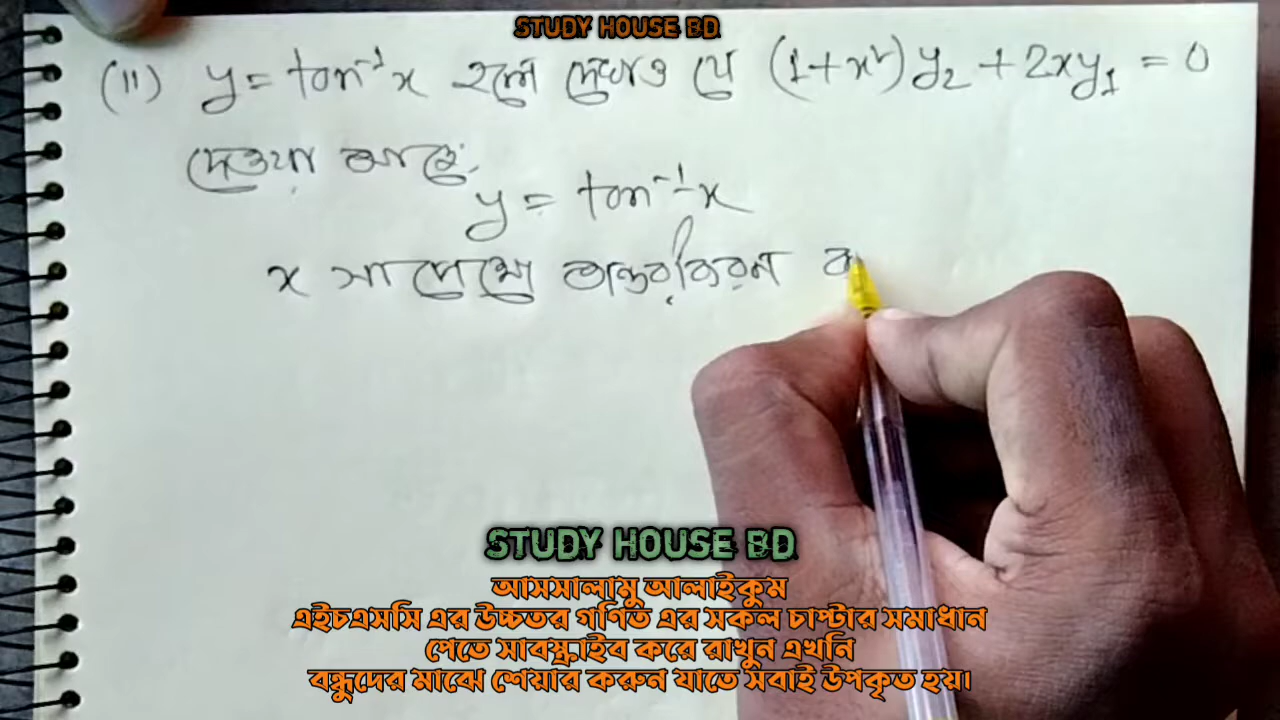 STUDY HOUSE BD
(ii) y = tan⁻¹x হলে দেখাও যে (1+x²)y₂ + 2xy₁ = 0
দেওয়া আছে,
y = tan⁻¹x
x সাপেক্ষে অন্তরীকরণ ক
STUDY HOUSE BD
আসসালামু আলাইকুম
এইচএসসি এর উচ্চতর গণিত এর সকল চাপ্টার সমাধান
পেতে সাবস্ক্রাইব করে রাখুন এখনি
বন্ধুদের মাঝে শেয়ার করুন যাতে সবাই উপকৃত হয়।